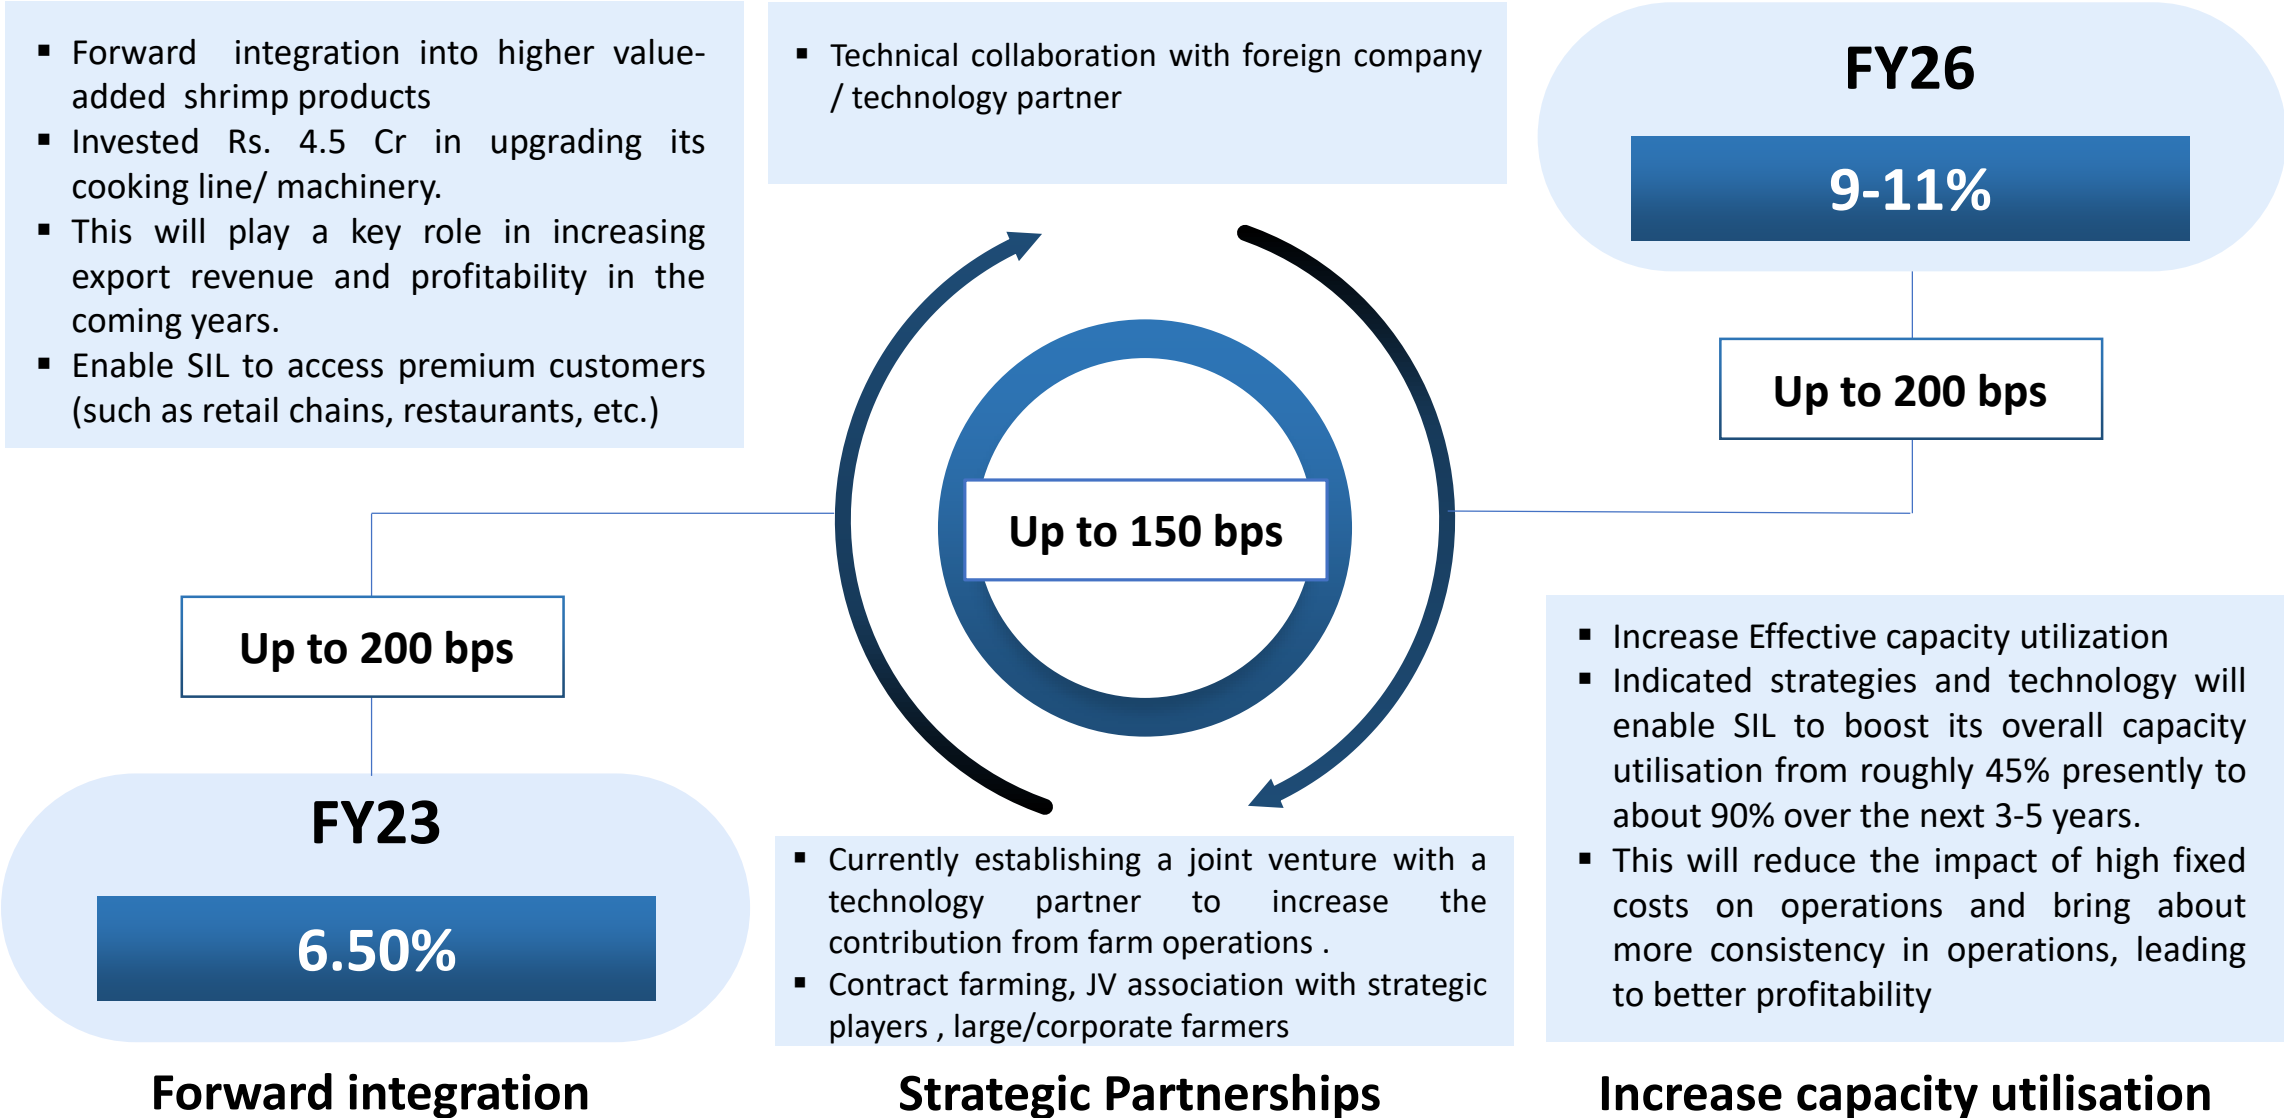 ▪ Forward integration into higher value-
added shrimp products
▪ Invested Rs. 4.5 Cr in upgrading its
cooking line/ machinery.
▪ This will play a key role in increasing
export revenue and profitability in the
coming years.
▪ Enable SIL to access premium customers
(such as retail chains, restaurants, etc.)
Up to 200 bps
FY23
6.50%
Forward integration
▪ Technical collaboration with foreign company
/ technology partner
Up to 150 bps
▪ Currently establishing a joint venture with a
technology partner to increase the
contribution from farm operations .
▪ Contract farming, JV association with strategic
players , large/corporate farmers
Strategic Partnerships
FY26
9-11%
Up to 200 bps
▪ Increase Effective capacity utilization
▪ Indicated strategies and technology will
enable SIL to boost its overall capacity
utilisation from roughly 45% presently to
about 90% over the next 3-5 years.
▪ This will reduce the impact of high fixed
costs on operations and bring about
more consistency in operations, leading
to better profitability
Increase capacity utilisation